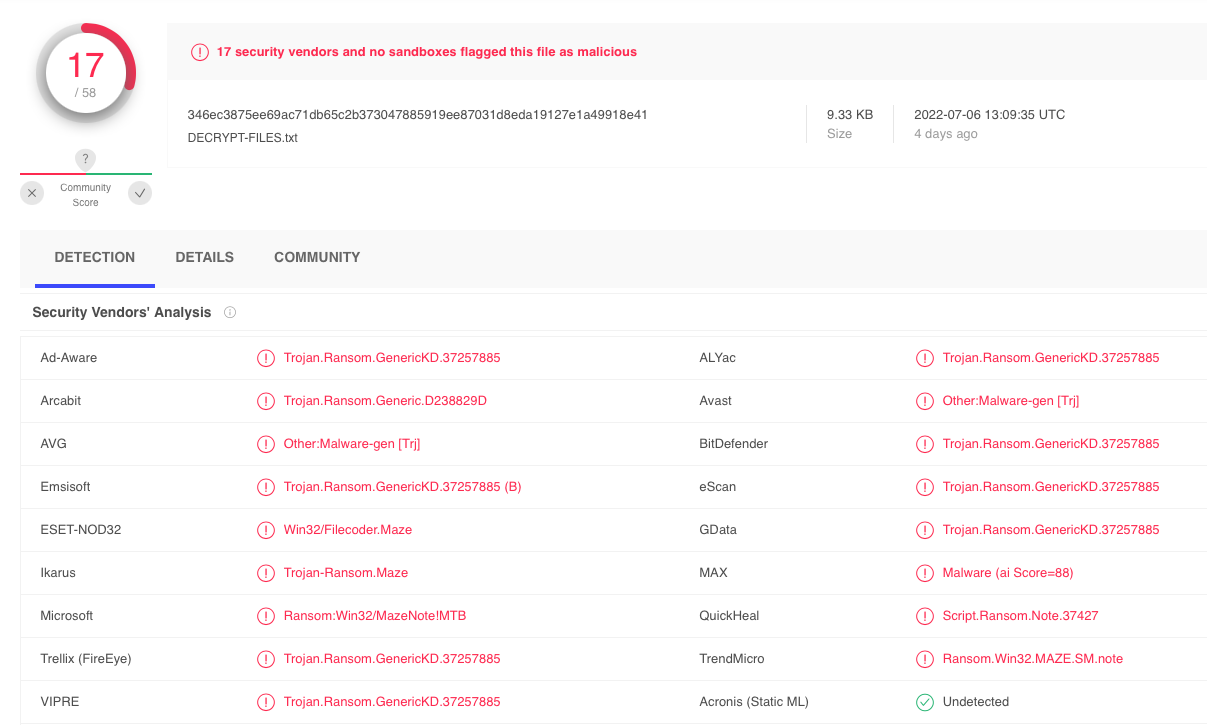 17
/ 58
17 security vendors and no sandboxes flagged this file as malicious
346ec3875ee69ac71db65c2b373047885919ee87031d8eda19127e1a49918e41
DECRYPT-FILES.txt
9.33 KB
Size
2022-07-06 13:09:35 UTC
4 days ago
?
Community
Score
DETECTION DETAILS COMMUNITY
Security Vendors' Analysis
Ad-Aware Trojan.Ransom.GenericKD.37257885 ALYac Trojan.Ransom.GenericKD.37257885
Arcabit Trojan.Ransom.Generic.D238829D Avast Other:Malware-gen [Trj]
AVG Other:Malware-gen [Trj] BitDefender Trojan.Ransom.GenericKD.37257885
Emsisoft Trojan.Ransom.GenericKD.37257885 (B) eScan Trojan.Ransom.GenericKD.37257885
ESET-NOD32 Win32/Filecoder.Maze GData Trojan.Ransom.GenericKD.37257885
Ikarus Trojan-Ransom.Maze MAX Malware (ai Score=88)
Microsoft Ransom:Win32/MazeNote!MTB QuickHeal Script.Ransom.Note.37427
Trellix (FireEye) Trojan.Ransom.GenericKD.37257885 TrendMicro Ransom.Win32.MAZE.SM.note
VIPRE Trojan.Ransom.GenericKD.37257885 Acronis (Static ML) Undetected